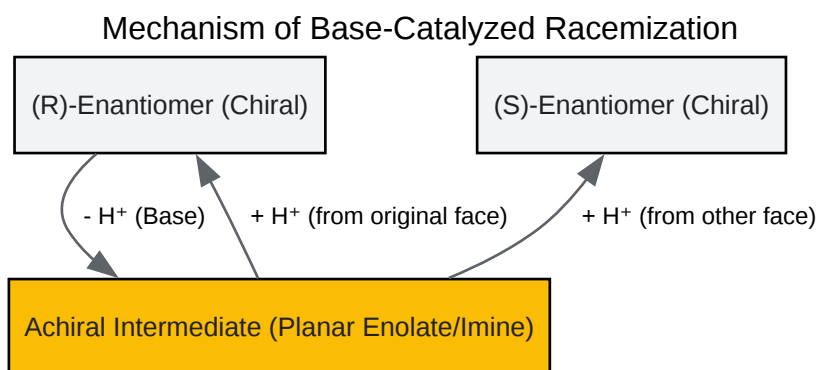 Mechanism of Base-Catalyzed Racemization
(R)-Enantiomer (Chiral)
(S)-Enantiomer (Chiral)
- H⁺ (Base)
+ H⁺ (from original face)
+ H⁺ (from other face)
Achiral Intermediate (Planar Enolate/Imine)